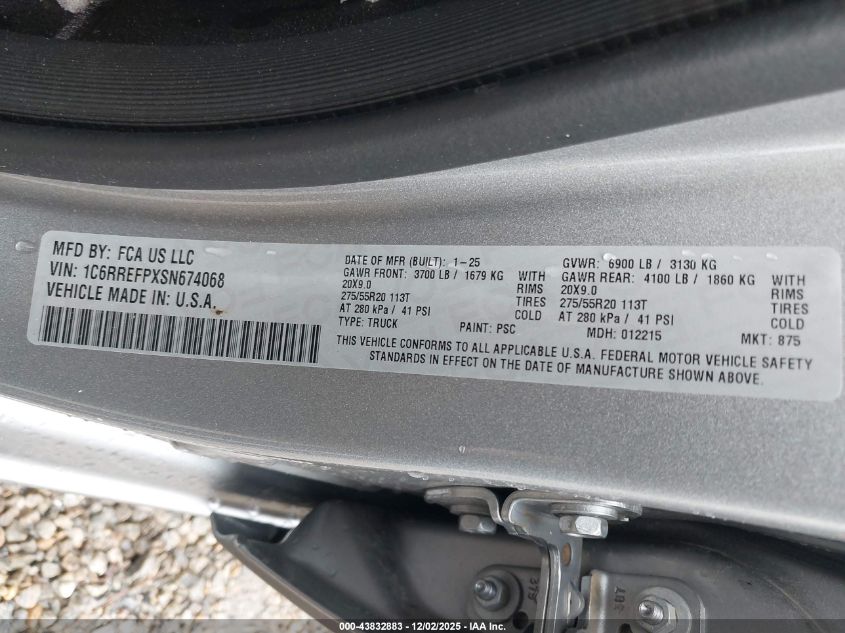 MFD BY: FCA US LLC
VIN: 1C6RREFPXSN674068
VEHICLE MADE IN: U.S.A.
DATE OF MFR (BUILT): 1-25
GAWR FRONT: 3700 LB / 1679 KG WITH
20X9.0 RIMS
275/55R20 113T TIRES
AT 280 kPa / 41 PSI COLD
TYPE: TRUCK PAINT: PSC
GVWR: 6900 LB / 3130 KG
GAWR REAR: 4100 LB / 1860 KG WITH
20X9.0 RIMS
275/55R20 113T TIRES
AT 280 kPa / 41 PSI COLD
MDH: 012215 MKT: 875
THIS VEHICLE CONFORMS TO ALL APPLICABLE U.S.A. FEDERAL MOTOR VEHICLE SAFETY
STANDARDS IN EFFECT ON THE DATE OF MANUFACTURE SHOWN ABOVE.
000-43832883 - 12/02/2025 - IAA Inc.